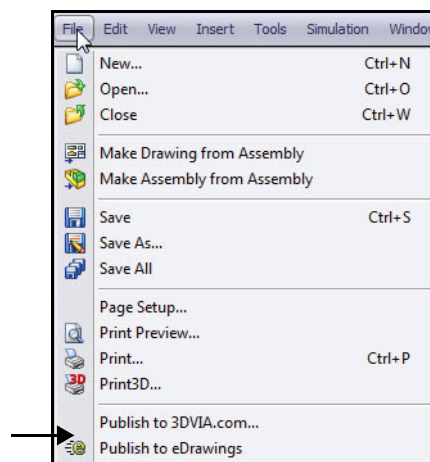 File Edit View Insert Tools Simulation Windo
New... Ctrl+N
Open... Ctrl+O
Close Ctrl+W
Make Drawing from Assembly
Make Assembly from Assembly
Save Ctrl+S
Save As...
Save All
Page Setup...
Print Preview...
Print... Ctrl+P
3D Print3D...
Publish to 3DVIA.com...
Publish to eDrawings